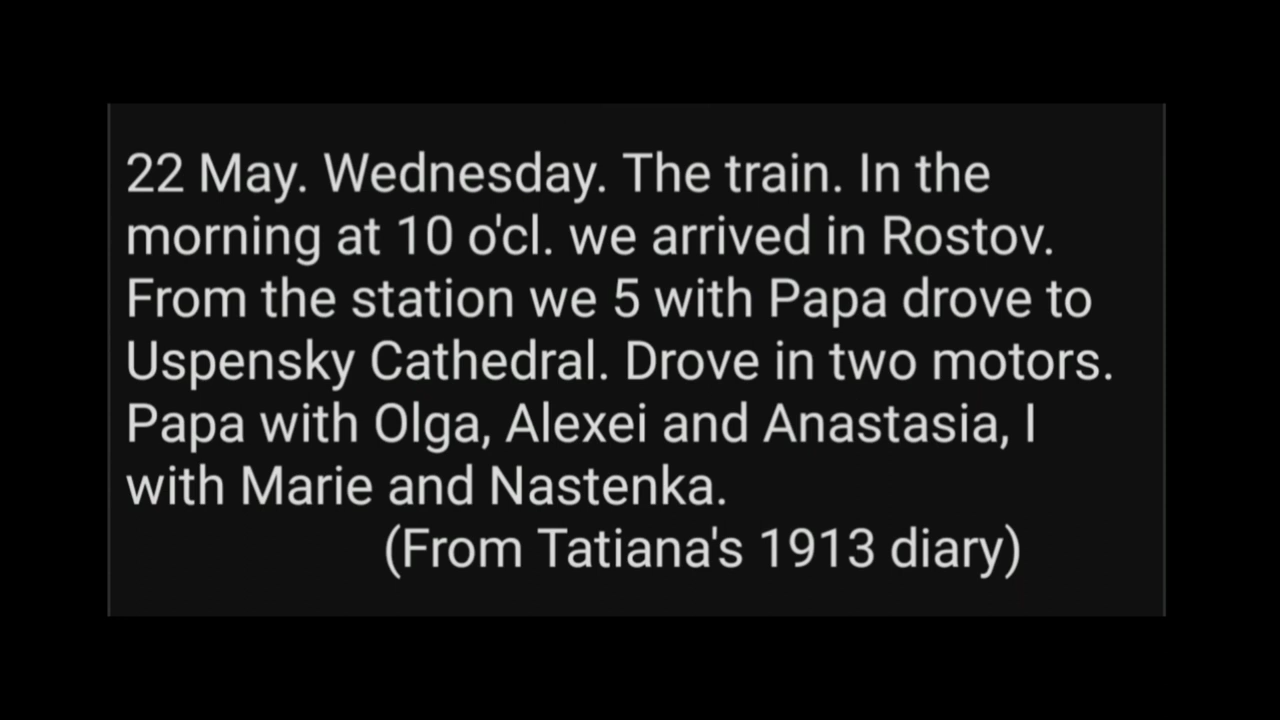 22 May. Wednesday. The train. In the
morning at 10 o'cl. we arrived in Rostov.
From the station we 5 with Papa drove to
Uspensky Cathedral. Drove in two motors.
Papa with Olga, Alexei and Anastasia, I
with Marie and Nastenka.
(From Tatiana's 1913 diary)